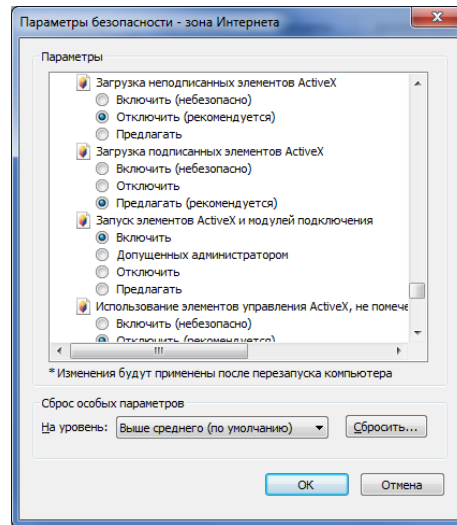 Параметры безопасности - зона Интернета
Параметры
Загрузка неподписанных элементов ActiveX
Включить (небезопасно)
Отключить (рекомендуется)
Предлагать
Загрузка подписанных элементов ActiveX
Включить (небезопасно)
Отключить
Предлагать (рекомендуется)
Запуск элементов ActiveX и модулей подключения
Включить
Допущенных администратором
Отключить
Предлагать
Использование элементов управления ActiveX, не помече
Включить (небезопасно)
Отключить (рекомендуется)
* Изменения будут применены после перезапуска компьютера
Сброс особых параметров
На уровень: Выше среднего (по умолчанию) Сбросить...
ОК Отмена